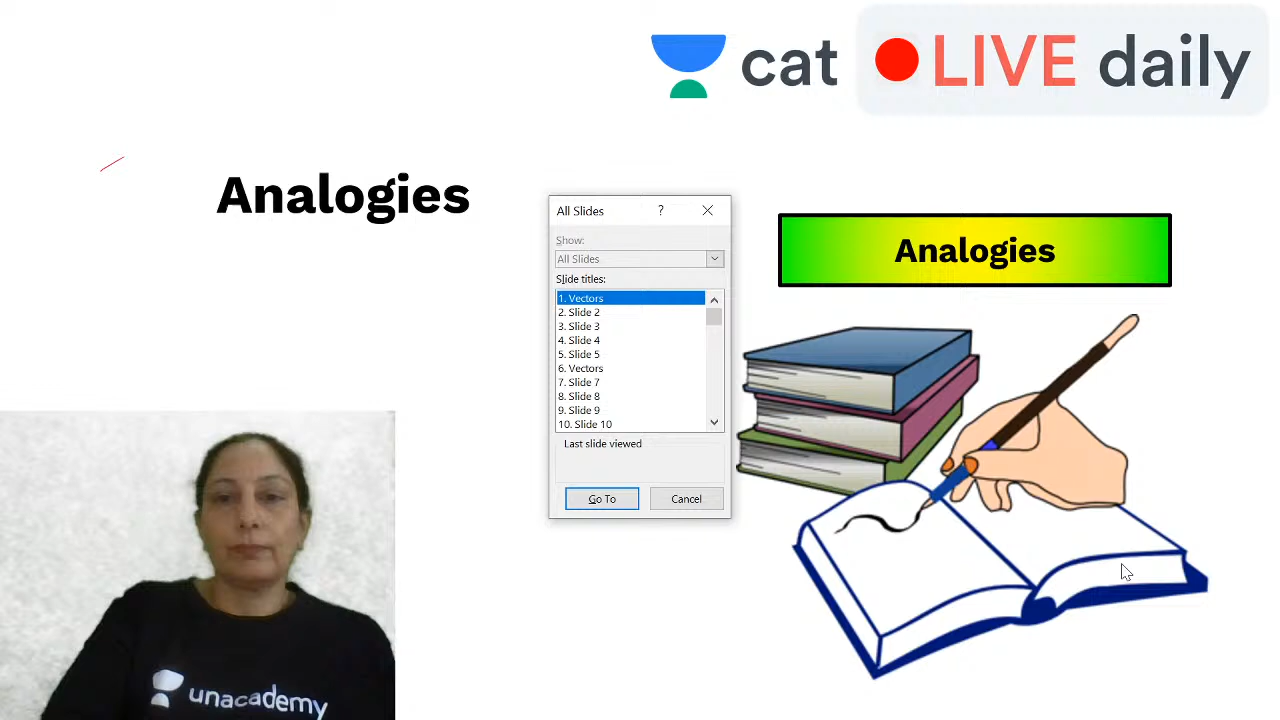 cat LIVE daily
Analogies
All Slides ? 
Show:
All Slides
Slide titles:
1. Vectors
2. Slide 2
3. Slide 3
4. Slide 4
5. Slide 5
6. Vectors
7. Slide 7
8. Slide 8
9. Slide 9
10. Slide 10
Last slide viewed
Go To Cancel
Analogies
unacademy